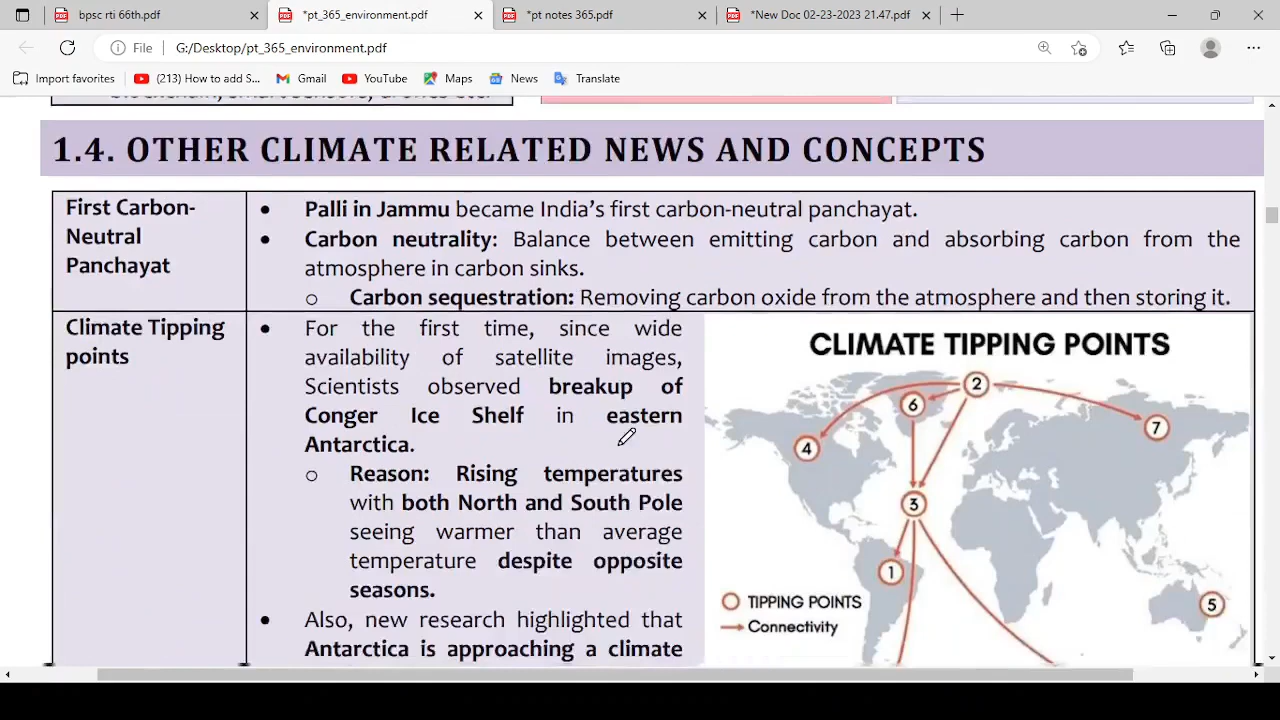 bpsc rti 66th.pdf
*pt_365_environment.pdf
*pt notes 365.pdf
*New Doc 02-23-2023 21.47.pdf
File
G:/Desktop/pt_365_environment.pdf
Import favorites
(213) How to add S...
Gmail
YouTube
Maps
News
Translate
1.4. OTHER CLIMATE RELATED NEWS AND CONCEPTS
First Carbon-
Neutral
Panchayat
• Palli in Jammu became India's first carbon-neutral panchayat.
• Carbon neutrality: Balance between emitting carbon and absorbing carbon from the
atmosphere in carbon sinks.
o Carbon sequestration: Removing carbon oxide from the atmosphere and then storing it.
Climate Tipping
points
• For the first time, since wide
availability of satellite images,
Scientists observed breakup of
Conger Ice Shelf in eastern
Antarctica.
o Reason: Rising temperatures
with both North and South Pole
seeing warmer than average
temperature despite opposite
seasons.
• Also, new research highlighted that
Antarctica is approaching a climate
CLIMATE TIPPING POINTS
2
6
7
4
3
1
5
TIPPING POINTS
Connectivity